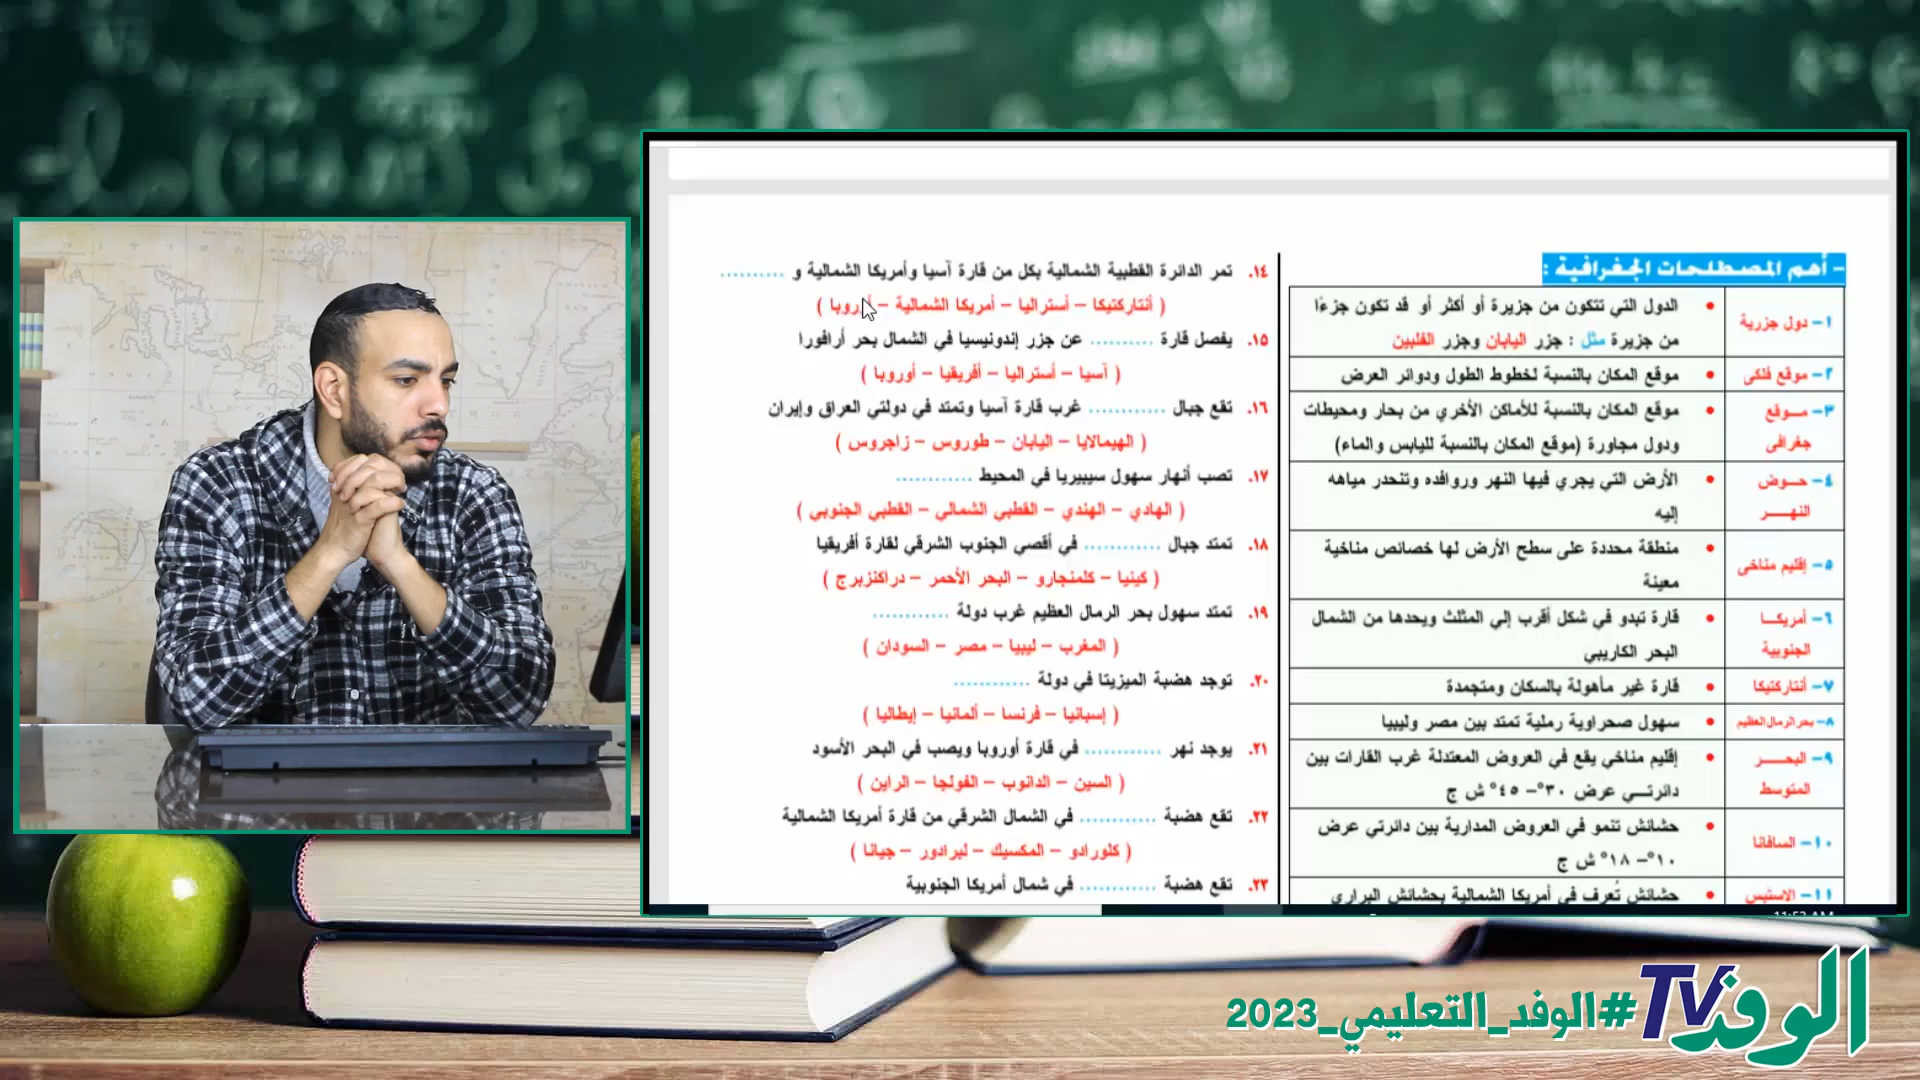 - أهم المصطلحات الجغرافية :
١- دول جزرية
• الدول التي تتكون من جزيرة أو أكثر أو قد تكون جزءًا
من جزيرة مثل : جزر اليابان وجزر الفلبين
٢- موقع فلكى
• موقع المكان بالنسبة لخطوط الطول ودوائر العرض
٣- مـــوقع
جغرافى
• موقع المكان بالنسبة للأماكن الأخري من بحار ومحيطات
ودول مجاورة (موقع المكان بالنسبة لليابس والماء)
٤- حـــوض
النهـــر
• الأرض التي يجري فيها النهر وروافده وتنحدر مياهه
إليه
٥- إقليم مناخى
• منطقة محددة على سطح الأرض لها خصائص مناخية
معينة
٦- أمريكــا
الجنوبية
• قارة تبدو في شكل أقرب إلي المثلث ويحدها من الشمال
البحر الكاريبي
٧- أنتاركتيكا
• قارة غير مأهولة بالسكان ومتجمدة
٨- بحر الرمال العظيم
• سهول صحراوية رملية تمتد بين مصر وليبيا
٩- البحـــر
المتوسط
• إقليم مناخي يقع في العروض المعتدلة غرب القارات بين
دائرتـــي عرض ٣٠°– ٤٥° ش ج
١٠- السافانا
• حشائش تنمو في العروض المدارية بين دائرتي عرض
١٠°– ١٨° ش ج
١١- الاستبس
• حشائش تُعرف في أمريكا الشمالية بحشائش البراري
١٤. تمر الدائرة القطبية الشمالية بكل من قارة آسيا وأمريكا الشمالية و ..........
( أنتاركتيكا – أستراليا – أمريكا الشمالية – أوروبا )
١٥. يفصل قارة .......... عن جزر إندونيسيا في الشمال بحر أرافورا
( آسيا – أستراليا – أفريقيا – أوروبا )
١٦. تقع جبال ............ غرب قارة آسيا وتمتد في دولتي العراق وإيران
( الهيمالايا – اليابان – طوروس – زاجروس )
١٧. تصب أنهار سهول سيبيريا في المحيط ............
( الهادي – الهندي – القطبي الشمالي – القطبي الجنوبي )
١٨. تمتد جبال ............ في أقصي الجنوب الشرقي لقارة أفريقيا
( كينيا – كلمنجارو – البحر الأحمر – دراكنزبرج )
١٩. تمتد سهول بحر الرمال العظيم غرب دولة ............
( المغرب – ليبيا – مصر – السودان )
٢٠. توجد هضبة الميزيتا في دولة ............
( إسبانيا – فرنسا – ألمانيا – إيطاليا )
٢١. يوجد نهر ............ في قارة أوروبا ويصب في البحر الأسود
( السين – الدانوب – الفولجا – الراين )
٢٢. تقع هضبة ............ في الشمال الشرقي من قارة أمريكا الشمالية
( كلورادو – المكسيك – لبرادور – جيانا )
٢٣. تقع هضبة ............ في شمال أمريكا الجنوبية
#الوفد_التعليمي_2023
الوفد TV